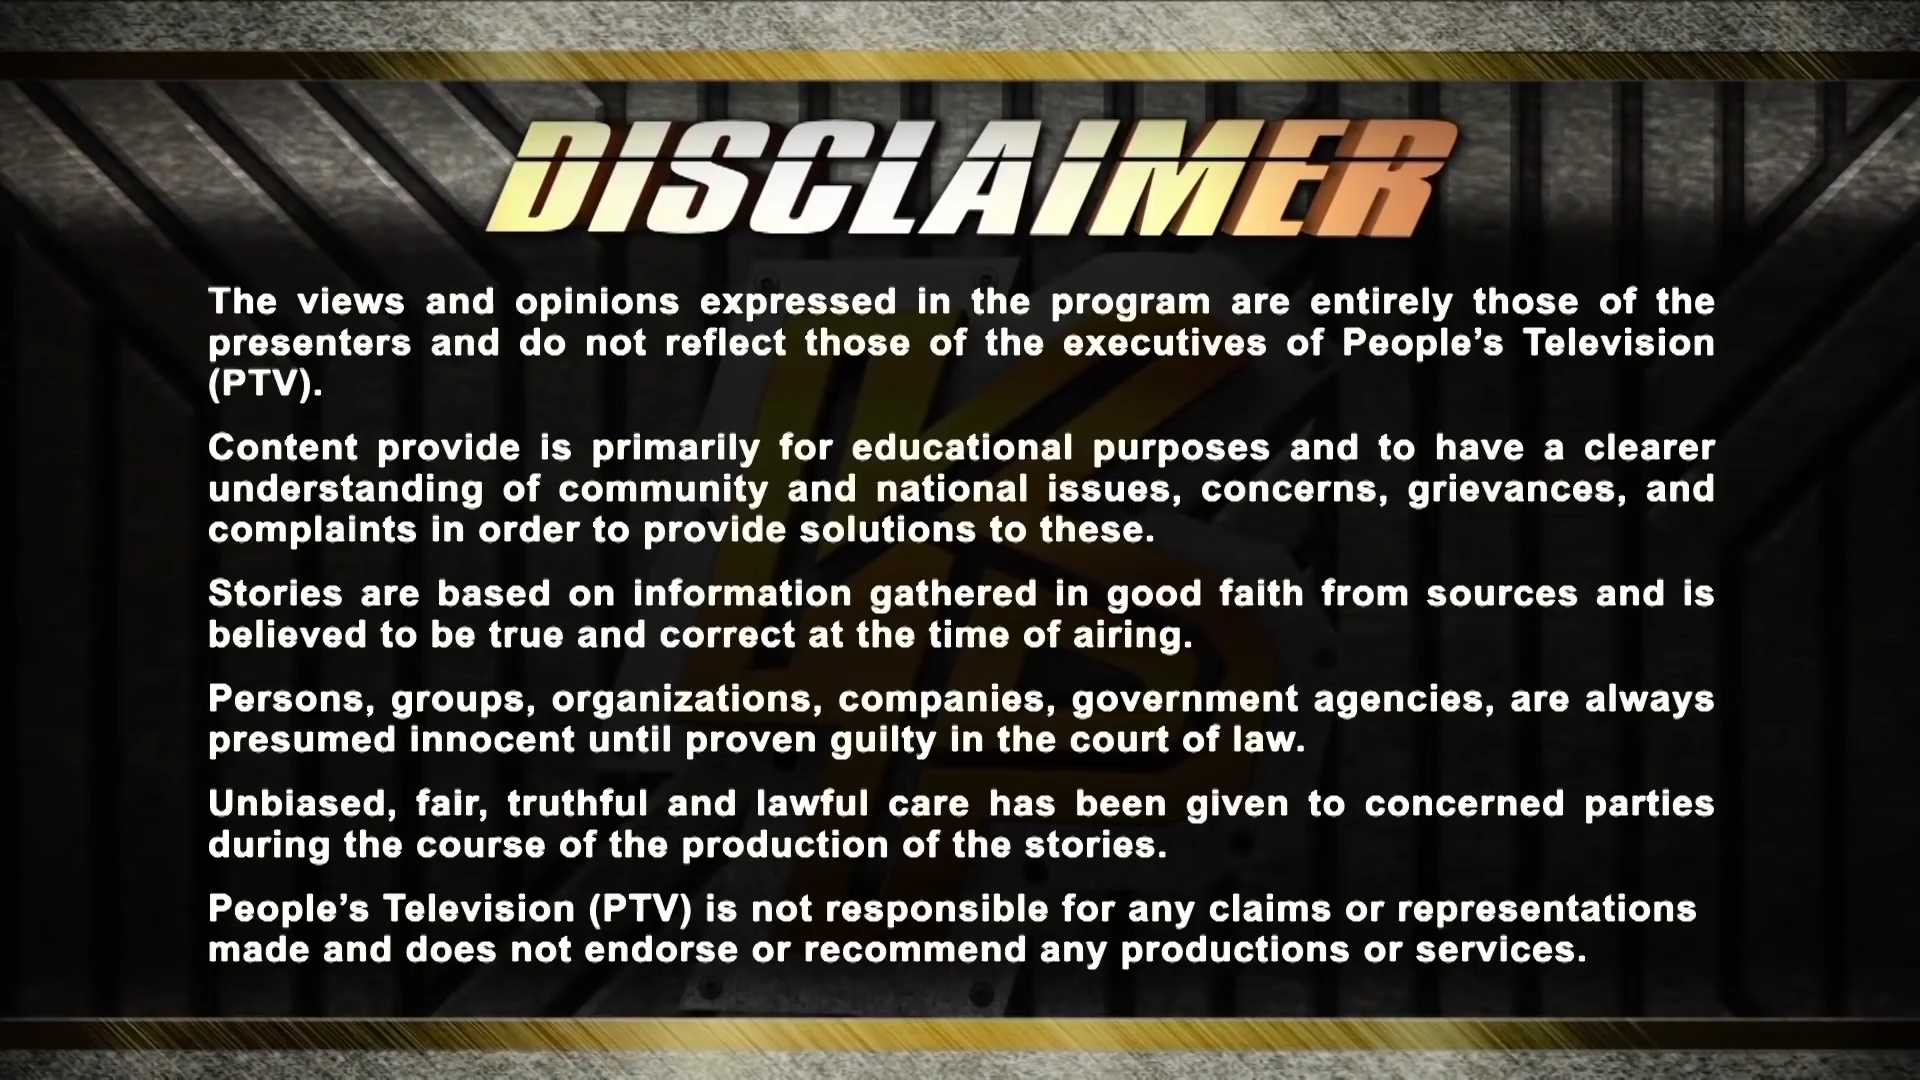 DISCLAIMER
The views and opinions expressed in the program are entirely those of the
presenters and do not reflect those of the executives of People’s Television
(PTV).
Content provide is primarily for educational purposes and to have a clearer
understanding of community and national issues, concerns, grievances, and
complaints in order to provide solutions to these.
Stories are based on information gathered in good faith from sources and is
believed to be true and correct at the time of airing.
Persons, groups, organizations, companies, government agencies, are always
presumed innocent until proven guilty in the court of law.
Unbiased, fair, truthful and lawful care has been given to concerned parties
during the course of the production of the stories.
People’s Television (PTV) is not responsible for any claims or representations
made and does not endorse or recommend any productions or services.